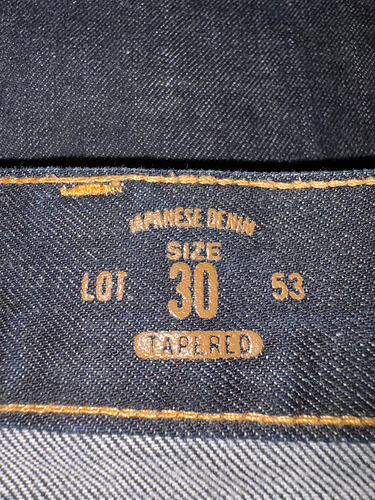 JAPANESE DENIM
SIZE
LOT. 30 53
TAPERED